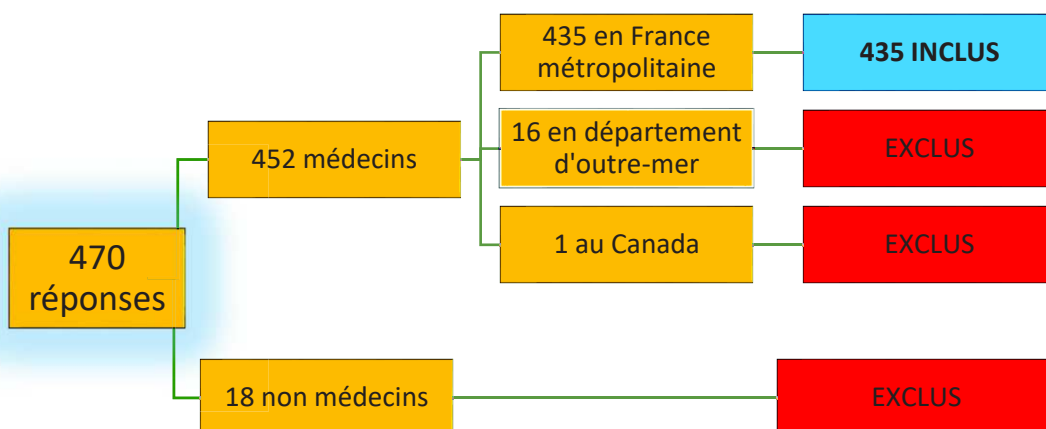 435 en France
métropolitaine
435 INCLUS
452 médecins
16 en département
d'outre-mer
EXCLUS
1 au Canada
EXCLUS
470
réponses
18 non médecins
EXCLUS